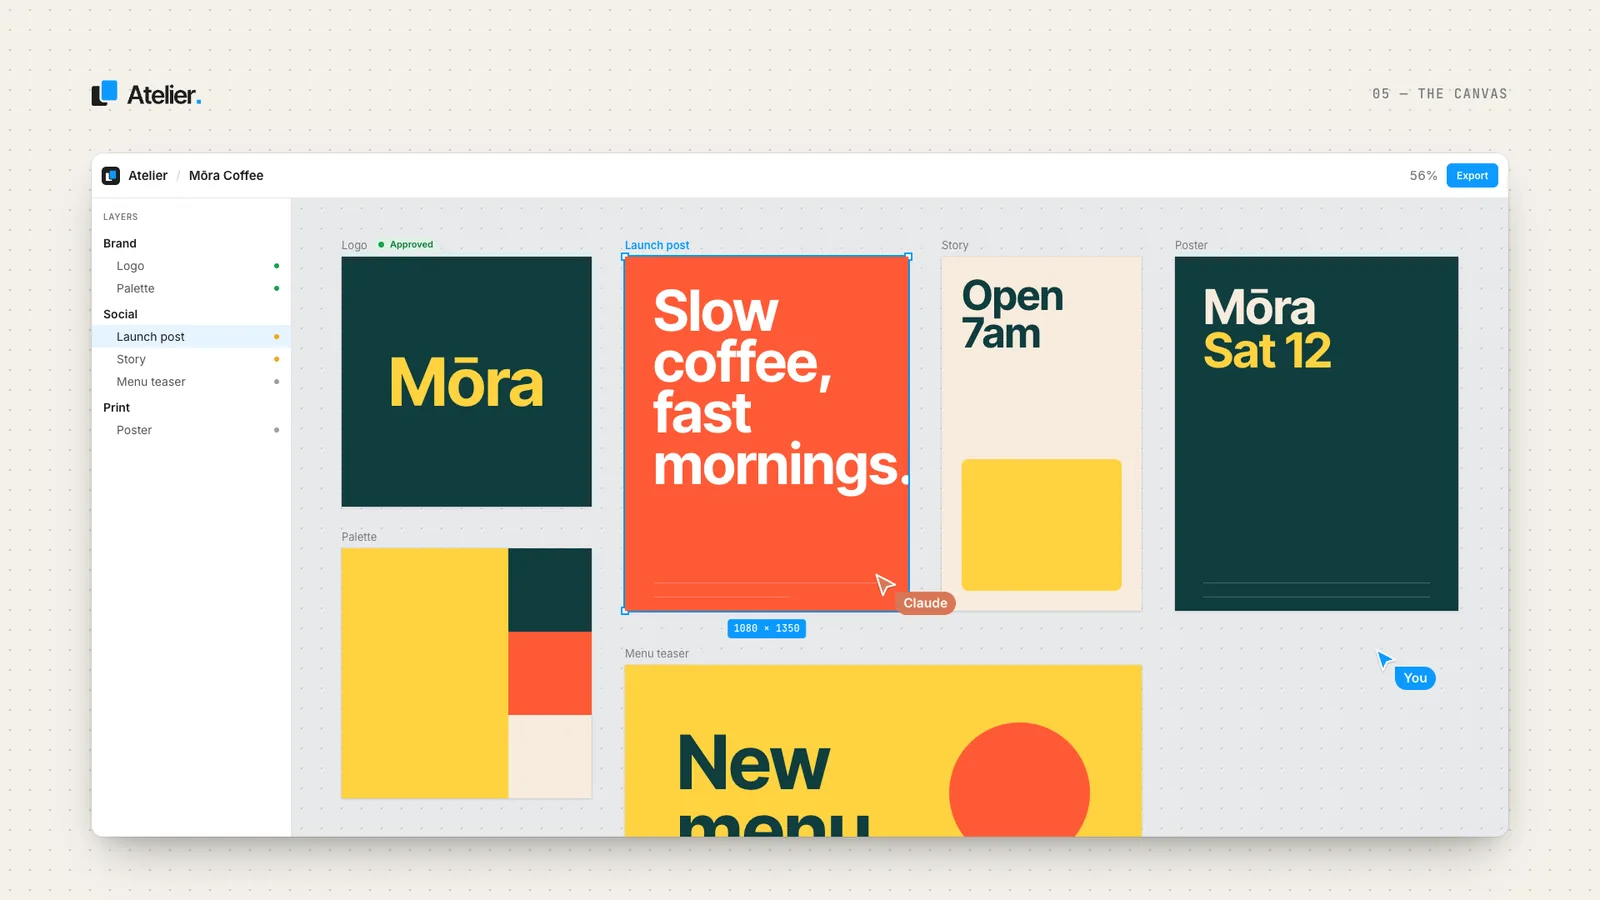 Atelier.
05 — THE CANVAS
Atelier / Mōra Coffee
56%
Export
LAYERS
Brand
Logo
Palette
Social
Launch post
Story
Menu teaser
Print
Poster
Logo
Approved
Mōra
Palette
Launch post
Slow
coffee,
fast
mornings.
Claude
1080 × 1350
Story
Open
7am
Poster
Mōra
Sat 12
You
Menu teaser
New
menu